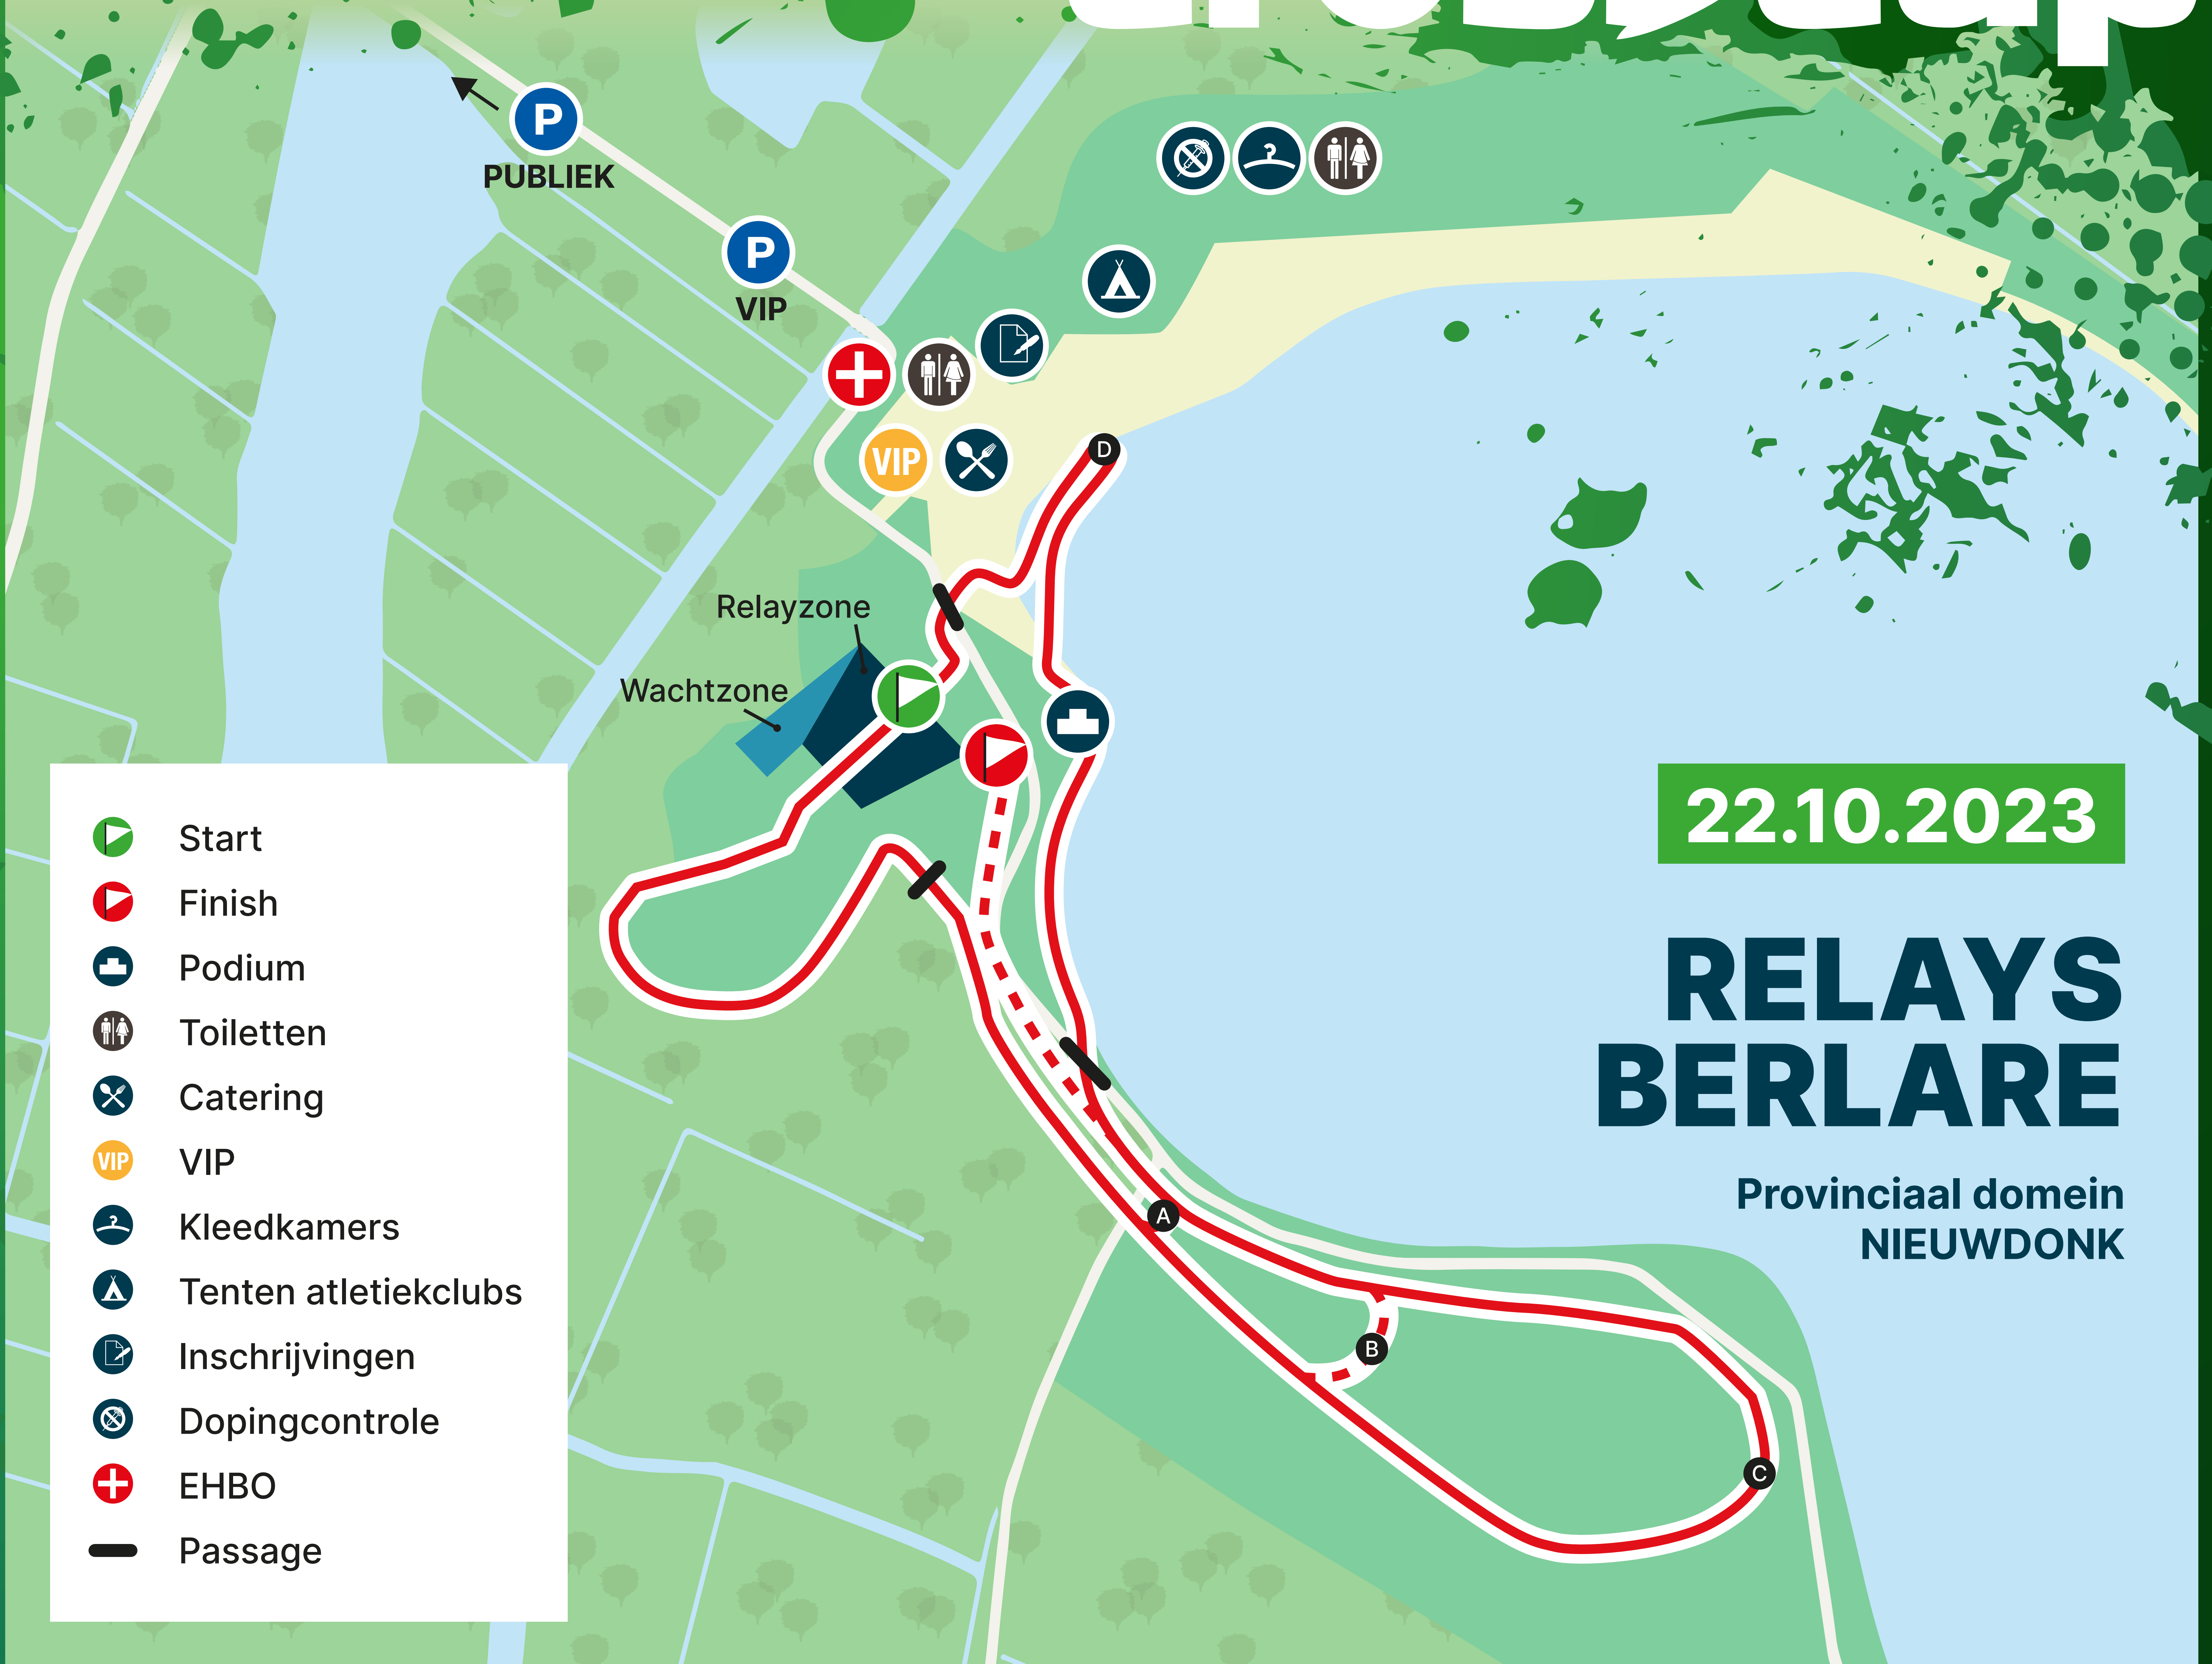 P
PUBLIEK
P
VIP
VIP
D
Relayzone
Wachtzone
22.10.2023
RELAYS
BERLARE
Provinciaal domein
NIEUWDONK
A
B
C
Start
Finish
Podium
Toiletten
Catering
VIP VIP
Kleedkamers
Tenten atletiekclubs
Inschrijvingen
Dopingcontrole
EHBO
Passage